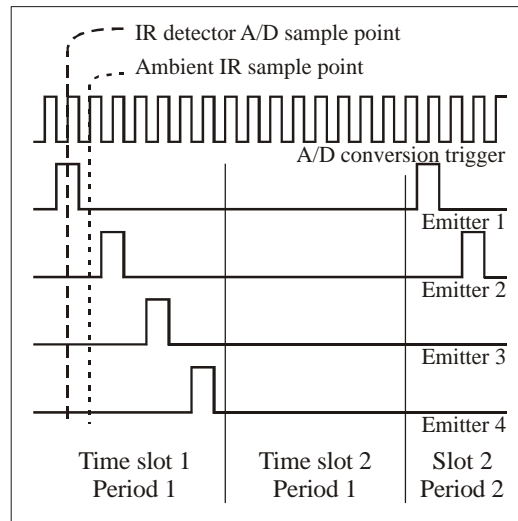 IR detector A/D sample point
Ambient IR sample point
A/D conversion trigger
Emitter 1
Emitter 2
Emitter 3
Emitter 4
Time slot 1
Period 1
Time slot 2
Period 1
Slot 2
Period 2